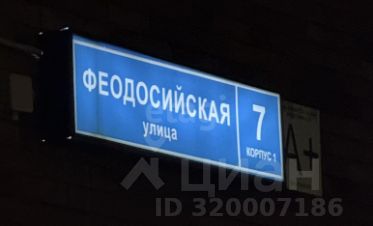 ФЕОДОСИЙСКАЯ
улица
7
КОРПУС 1
A+
циан
ID 320007186